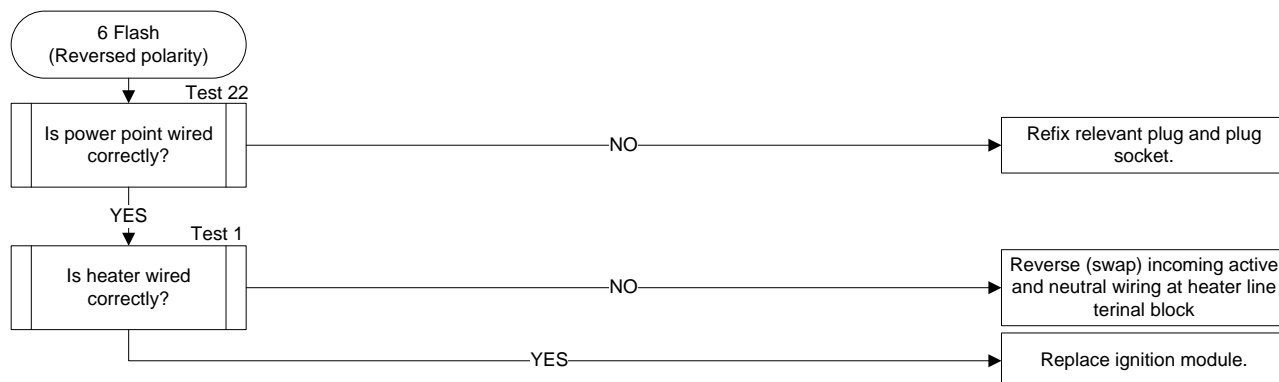 6 Flash
(Reversed polarity)
Test 22
Is power point wired
correctly?
NO
Refix relevant plug and plug
socket.
YES
Test 1
Is heater wired
correctly?
NO
Reverse (swap) incoming active
and neutral wiring at heater line
terinal block
YES
Replace ignition module.